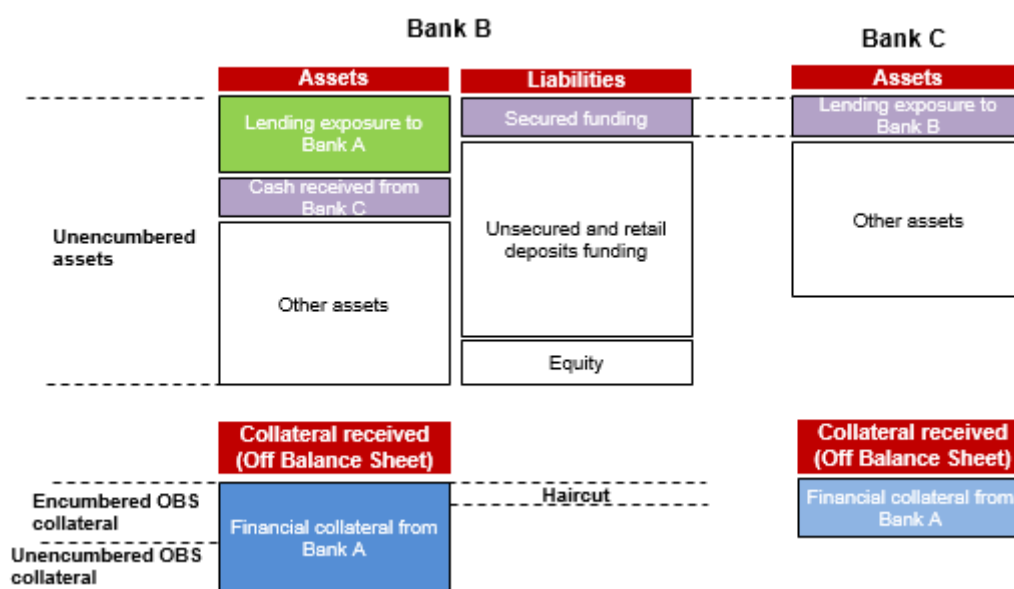 Bank B
Bank C
Assets
Liabilities
Assets
Lending exposure to
Bank A
Secured funding
Lending exposure to
Bank B
Cash received from
Bank C
Unencumbered
assets
Unsecured and retail
deposits funding
Other assets
Other assets
Equity
Collateral received
(Off Balance Sheet)
Collateral received
(Off Balance Sheet)
Encumbered OBS
collateral
Haircut
Financial collateral from
Bank A
Financial collateral from
Bank A
Unencumbered OBS
collateral